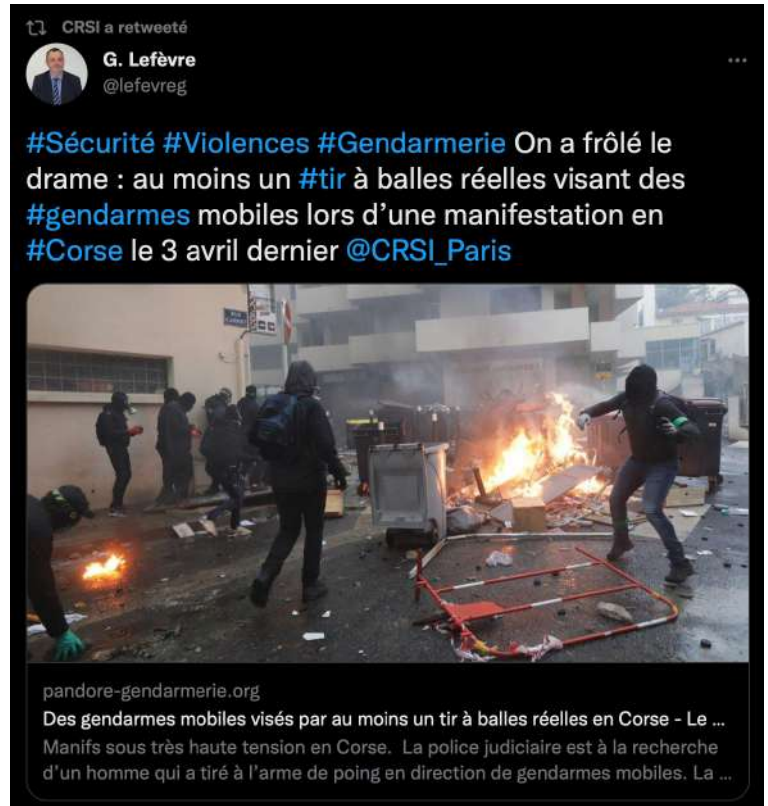 CRSI a retweeté
G. Lefèvre
@lefevreg
#Sécurité #Violences #Gendarmerie On a frôlé le
drame : au moins un #tir à balles réelles visant des
#gendarmes mobiles lors d’une manifestation en
#Corse le 3 avril dernier @CRSI_Paris
pandore-gendarmerie.org
Des gendarmes mobiles visés par au moins un tir à balles réelles en Corse - Le ...
Manifs sous très haute tension en Corse. La police judiciaire est à la recherche
d’un homme qui a tiré à l’arme de poing en direction de gendarmes mobiles. La ...